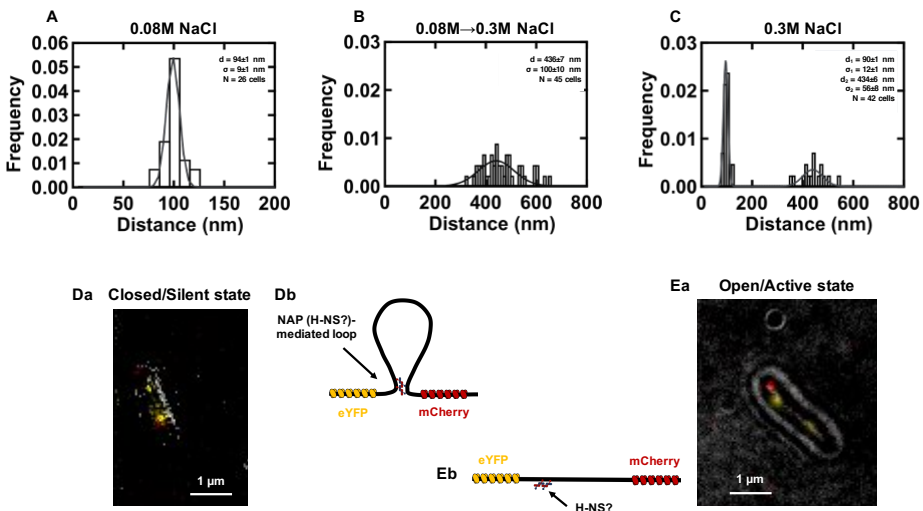 A
0.08M NaCl
0.06
0.05
0.04
0.03
0.02
0.01
0.00
Frequency
d = 94±1 nm
σ = 9±1 nm
N = 26 cells
0 50 100 150 200
Distance (nm)
B
0.08M→0.3M NaCl
0.03
0.02
0.01
0.00
Frequency
d = 436±7 nm
σ = 100±10 nm
N = 45 cells
0 200 400 600 800
Distance (nm)
C
0.3M NaCl
0.03
0.02
0.01
0.00
Frequency
d₁ = 90±1 nm
σ₁ = 12±1 nm
d₂ = 434±6 nm
σ₂ = 56±8 nm
N = 42 cells
0 200 400 600 800
Distance (nm)
Da Closed/Silent state
1 µm
Db
NAP (H-NS?)-
mediated loop
eYFP
mCherry
Ea Open/Active state
1 µm
Eb
eYFP
mCherry
H-NS?